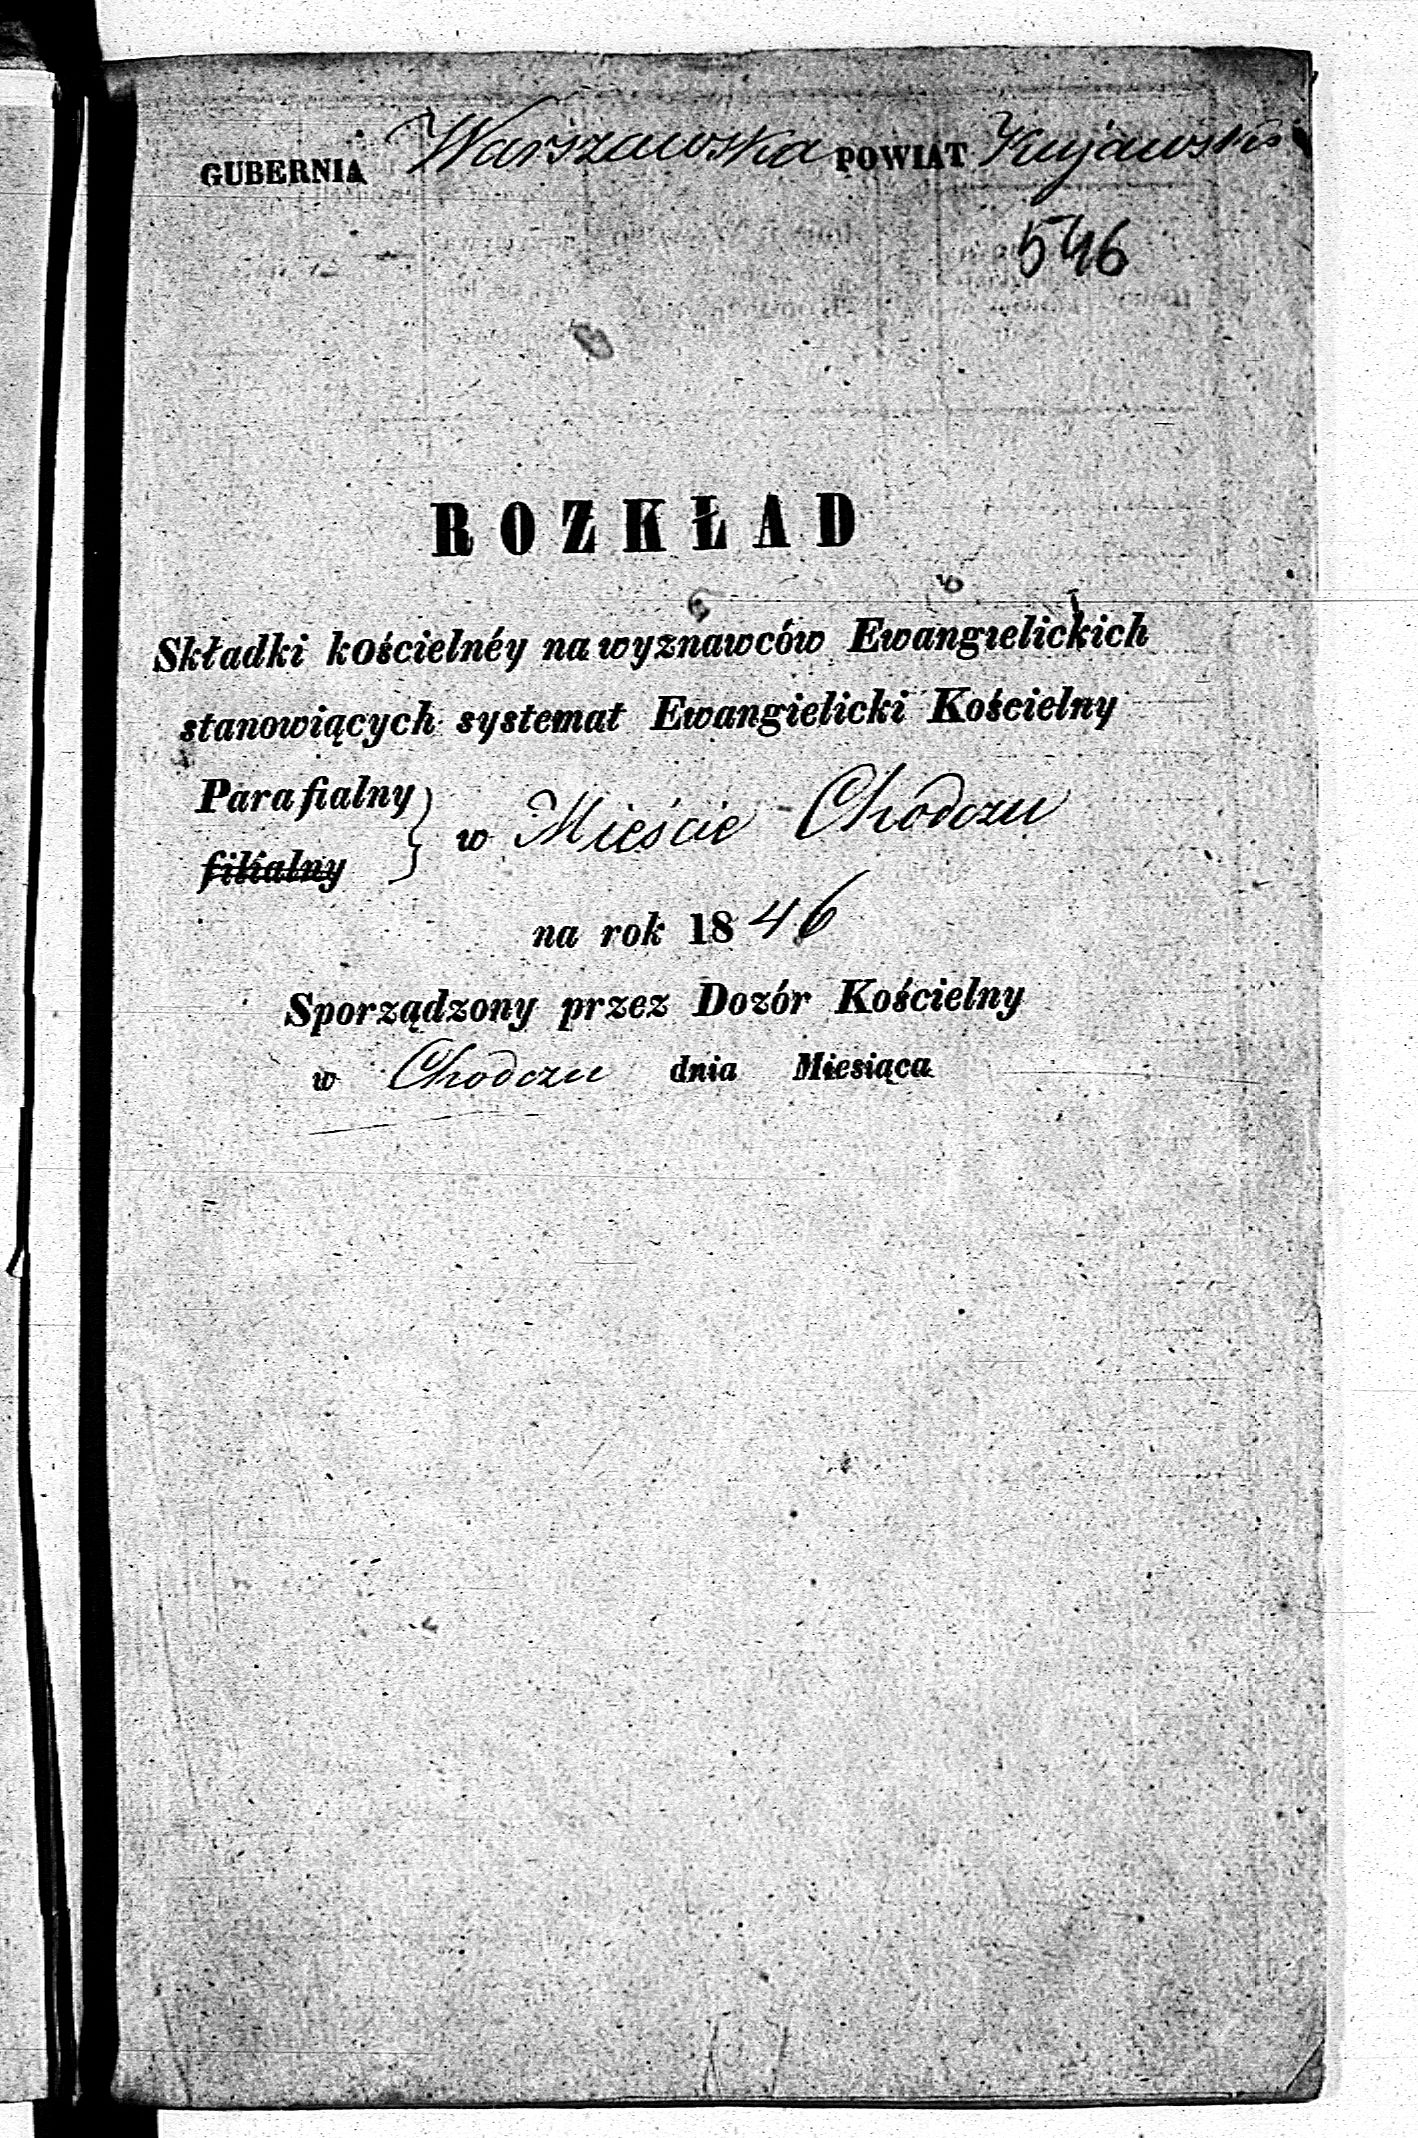 GUBERNIA Warszawska POWIAT Kujawski
546
ROZKŁAD
Składki kościelnéy na wyznawców Ewangielickich
stanowiących systemat Ewangielicki Kościelny
Parafialny
filialny
w Mieście Chodczu
na rok 1846
Sporządzony przez Dozór Kościelny
w Chodczu dnia Miesiąca